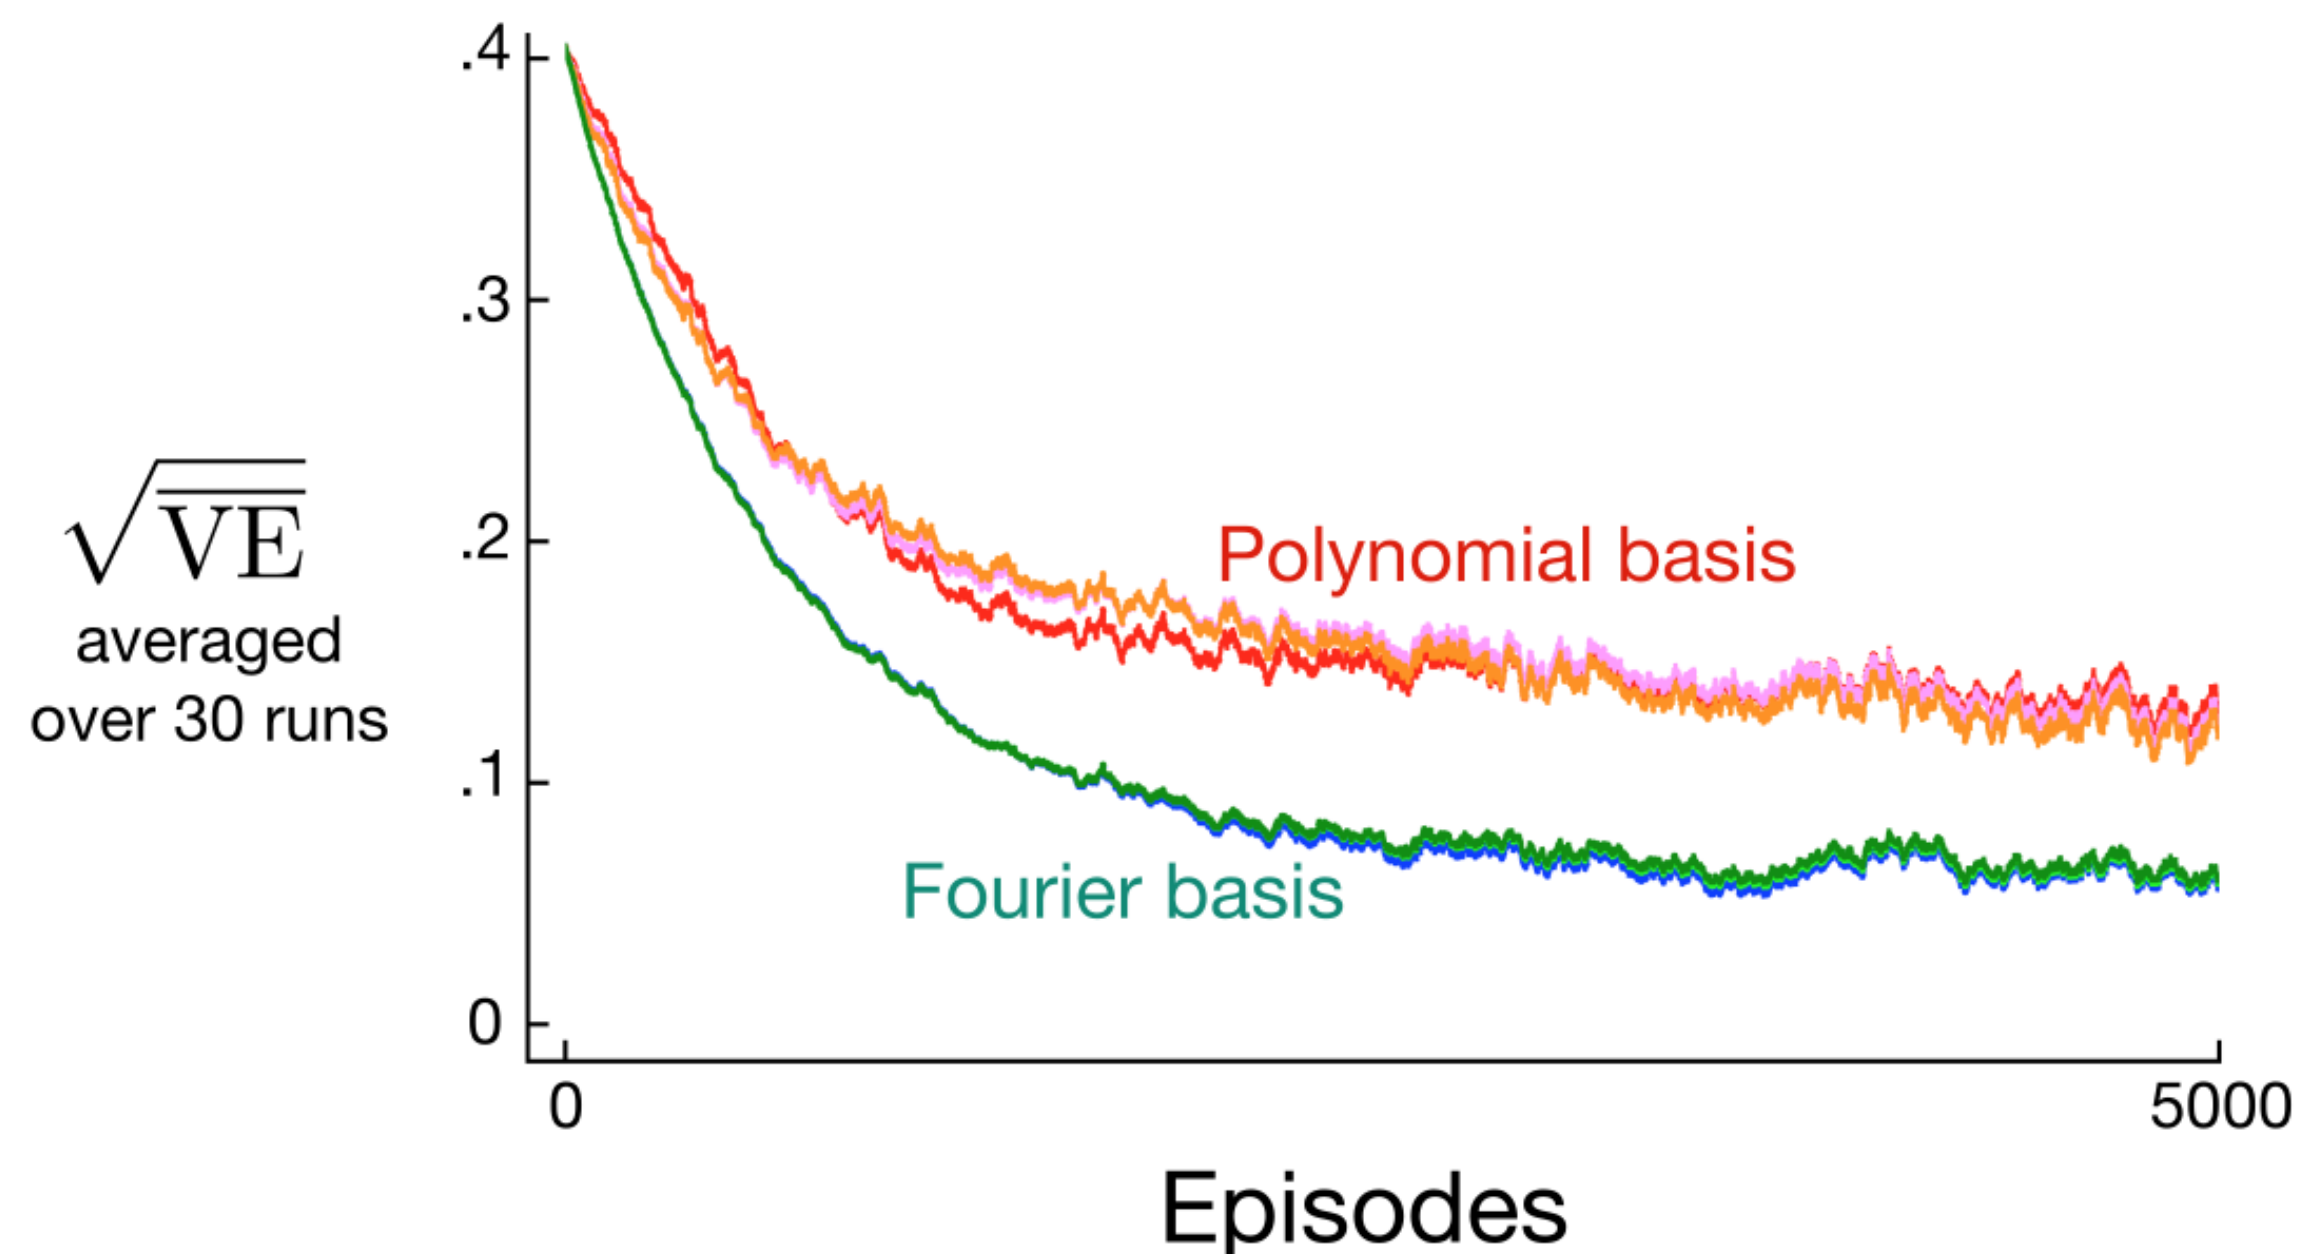 .4
.3
√VE
averaged
over 30 runs
.2
Polynomial basis
.1
Fourier basis
0
0
5000
Episodes